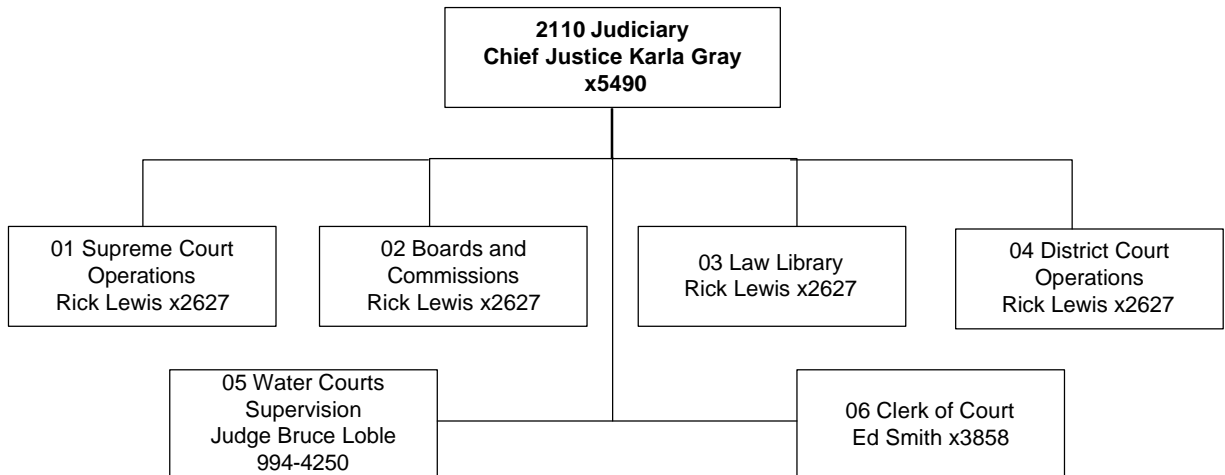 2110 Judiciary
Chief Justice Karla Gray
x5490
01 Supreme Court
Operations
Rick Lewis x2627
02 Boards and
Commissions
Rick Lewis x2627
03 Law Library
Rick Lewis x2627
04 District Court
Operations
Rick Lewis x2627
05 Water Courts
Supervision
Judge Bruce Loble
994-4250
06 Clerk of Court
Ed Smith x3858